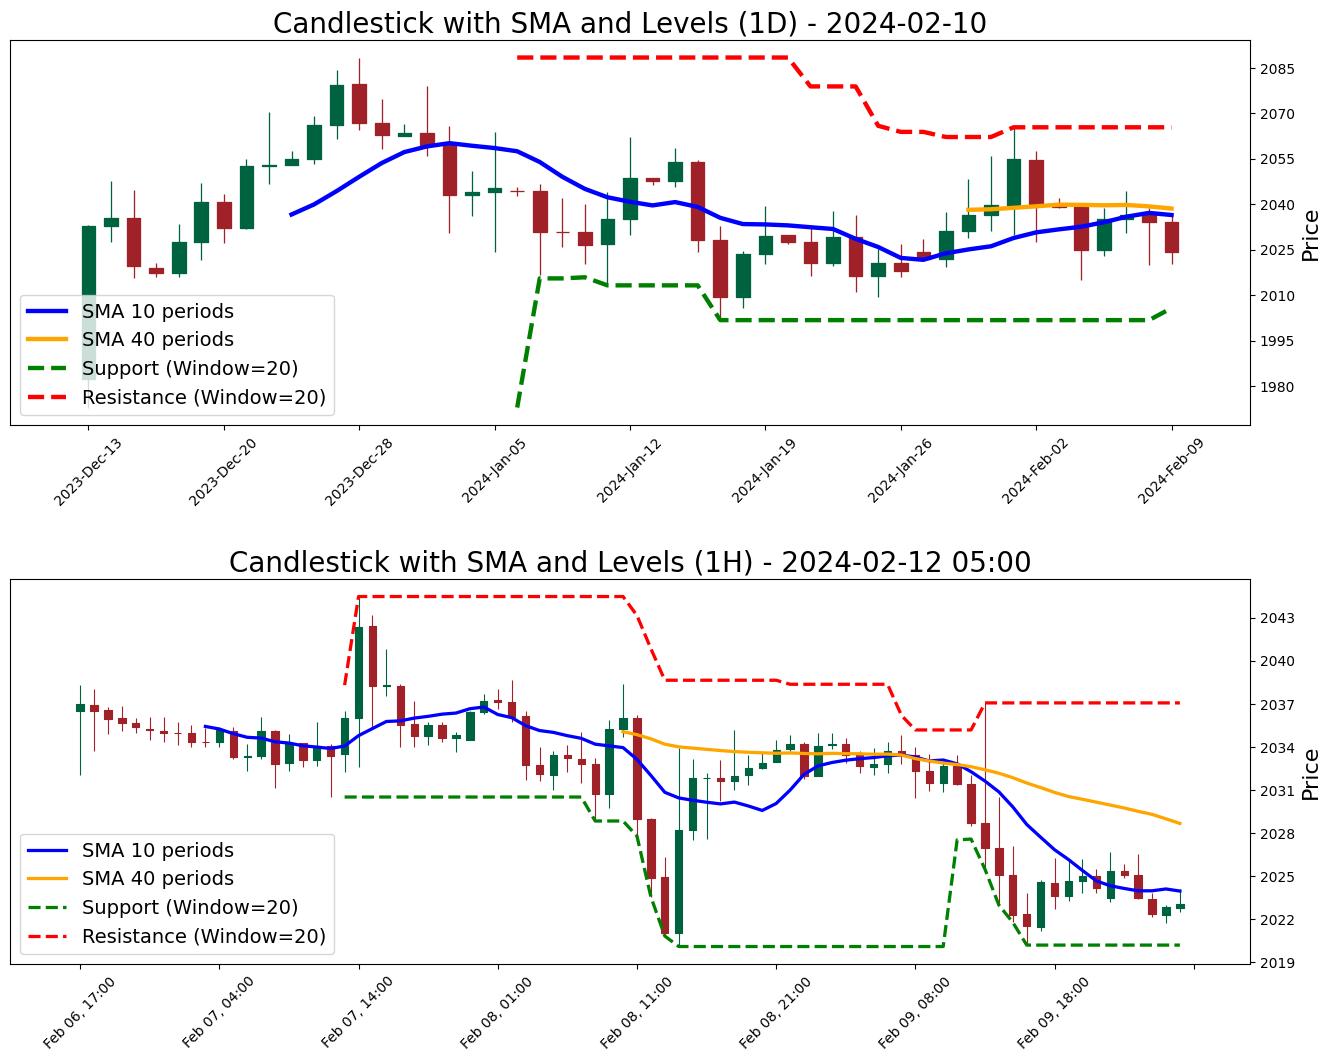 Candlestick with SMA and Levels (1D) - 2024-02-10
2085
2070
2055
2040
2025
2010
1995
1980
Price
SMA 10 periods
SMA 40 periods
Support (Window=20)
Resistance (Window=20)
2023-Dec-13
2023-Dec-20
2023-Dec-28
2024-Jan-05
2024-Jan-12
2024-Jan-19
2024-Jan-26
2024-Feb-02
2024-Feb-09
Candlestick with SMA and Levels (1H) - 2024-02-12 05:00
2043
2040
2037
2034
2031
2028
2025
2022
2019
Price
SMA 10 periods
SMA 40 periods
Support (Window=20)
Resistance (Window=20)
Feb 06, 17:00
Feb 07, 04:00
Feb 07, 14:00
Feb 08, 01:00
Feb 08, 11:00
Feb 08, 21:00
Feb 09, 08:00
Feb 09, 18:00